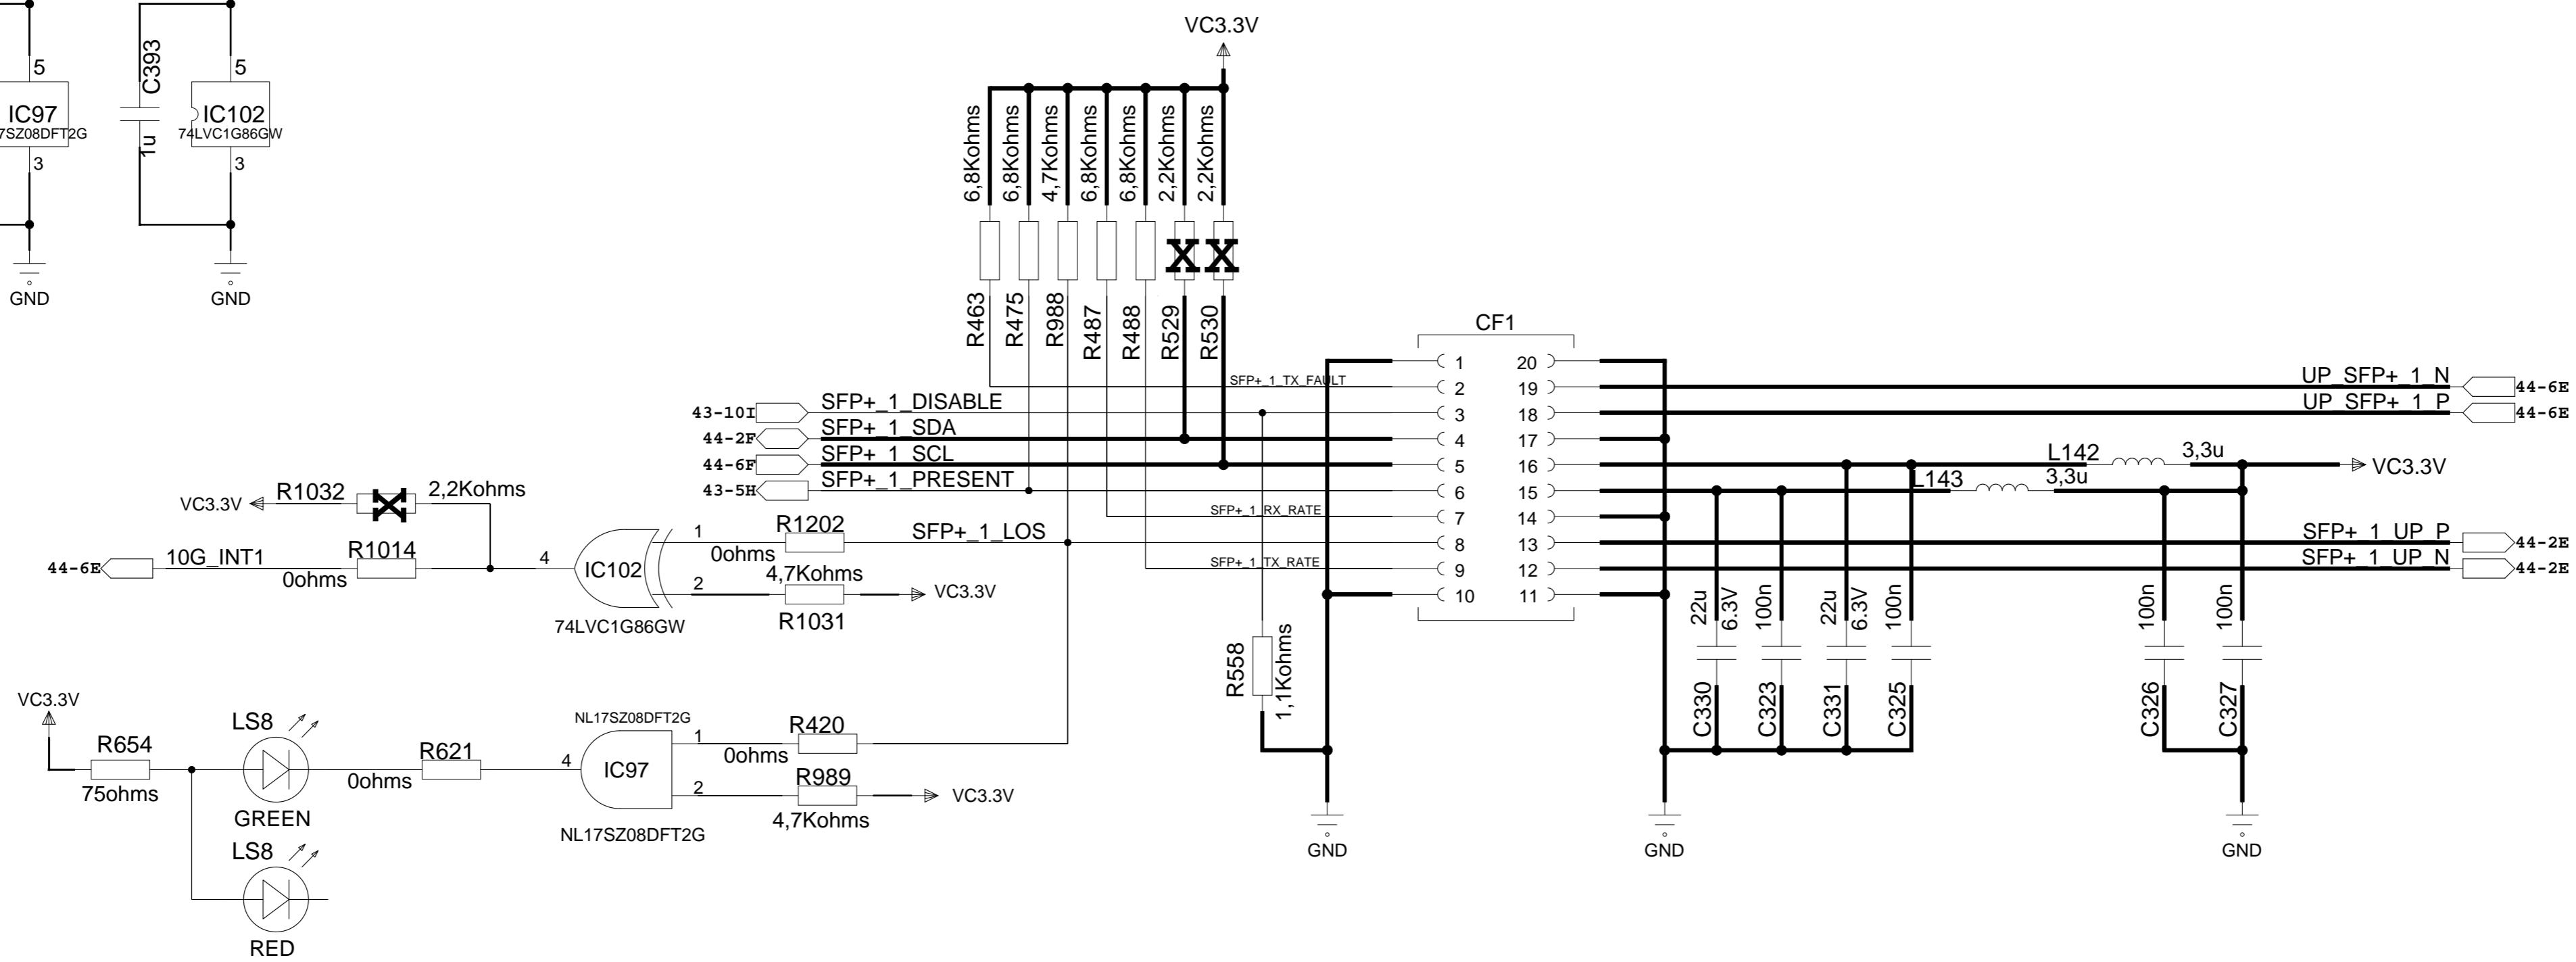 VC3.3V
5
C393
5
IC97
7SZ08DFT2G
IC102
74LVC1G86GW
1u
3
3
GND
GND
6,8Kohms
6,8Kohms
4,7Kohms
6,8Kohms
6,8Kohms
2,2Kohms
2,2Kohms
R463
R475
R988
R487
R488
R529
R530
CF1
1
20
SFP+_1_TX_FAULT
2
19
UP_SFP+_1_N
44-6E
43-10I
SFP+_1_DISABLE
3
18
UP_SFP+_1_P
44-6E
44-2F
SFP+_1_SDA
4
17
44-6F
SFP+_1_SCL
5
16
L142
3,3u
VC3.3V
43-5H
SFP+_1_PRESENT
6
15
L143
3,3u
VC3.3V
R1032
2,2Kohms
SFP+_1_RX_RATE
7
14
1
R1202
0ohms
SFP+_1_LOS
8
13
SFP+_1_UP_P
44-2E
44-6E
10G_INT1
R1014
0ohms
4
IC102
4,7Kohms
SFP+_1_TX_RATE
9
12
SFP+_1_UP_N
44-2E
2
VC3.3V
10
11
74LVC1G86GW
R1031
22u
6.3V
100n
22u
6.3V
100n
100n
100n
R558
1,1Kohms
C330
C323
C331
C325
C326
C327
VC3.3V
LS8
NL17SZ08DFT2G
R420
R654
R621
1
0ohms
4
IC97
75ohms
0ohms
2
R989
VC3.3V
GREEN
NL17SZ08DFT2G
4,7Kohms
LS8
GND
GND
GND
RED